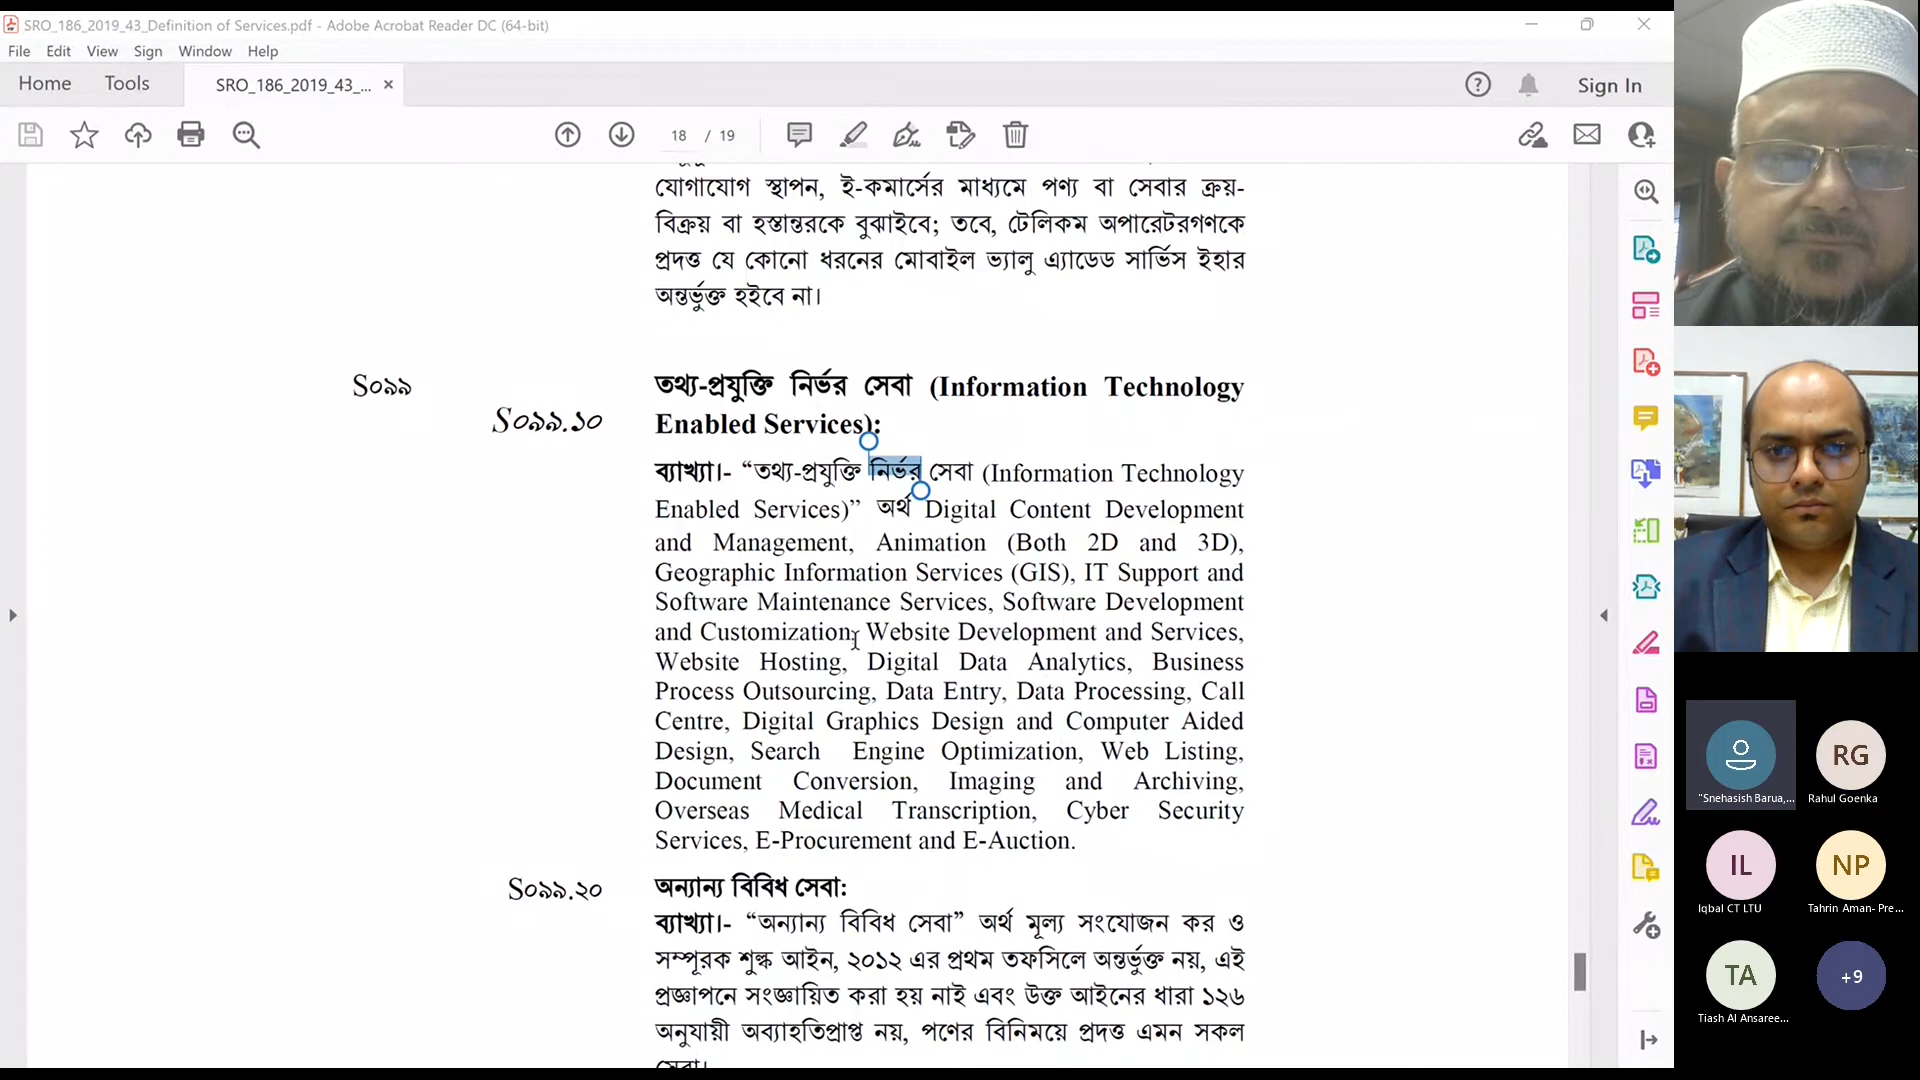 SRO_186_2019_43_Definition of Services.pdf - Adobe Acrobat Reader DC (64-bit)
File Edit View Sign Window Help
Home Tools SRO_186_2019_43_... × Sign In
18 / 19
যোগাযোগ স্থাপন, ই-কমার্সের মাধ্যমে পণ্য বা সেবার ক্রয়-
বিক্রয় বা হস্তান্তরকে বুঝাইবে; তবে, টেলিকম অপারেটরগণকে
প্রদত্ত যে কোনো ধরনের মোবাইল ভ্যালু এ্যাডেড সার্ভিস ইহার
অন্তর্ভুক্ত হইবে না।
S০৯৯
তথ্য-প্রযুক্তি নির্ভর সেবা (Information Technology
S০৯৯.১০
Enabled Services):
ব্যাখ্যা।- “তথ্য-প্রযুক্তি নির্ভর সেবা (Information Technology
Enabled Services)” অর্থ Digital Content Development
and Management, Animation (Both 2D and 3D),
Geographic Information Services (GIS), IT Support and
Software Maintenance Services, Software Development
and Customization, Website Development and Services,
Website Hosting, Digital Data Analytics, Business
Process Outsourcing, Data Entry, Data Processing, Call
Centre, Digital Graphics Design and Computer Aided
Design, Search Engine Optimization, Web Listing,
Document Conversion, Imaging and Archiving,
Overseas Medical Transcription, Cyber Security
Services, E-Procurement and E-Auction.
S০৯৯.২০
অন্যান্য বিবিধ সেবা:
ব্যাখ্যা।- “অন্যান্য বিবিধ সেবা” অর্থ মূল্য সংযোজন কর ও
সম্পূরক শুল্ক আইন, ২০১২ এর প্রথম তফসিলে অন্তর্ভুক্ত নয়, এই
প্রজ্ঞাপনে সংজ্ঞায়িত করা হয় নাই এবং উক্ত আইনের ধারা ১২৬
অনুযায়ী অব্যাহতিপ্রাপ্ত নয়, পণের বিনিময়ে প্রদত্ত এমন সকল
RG
"Snehasish Barua,... Rahul Goenka
IL NP
Iqbal CT LTU Tahrin Aman- Pre...
TA +9
Tiash Al Ansaree...